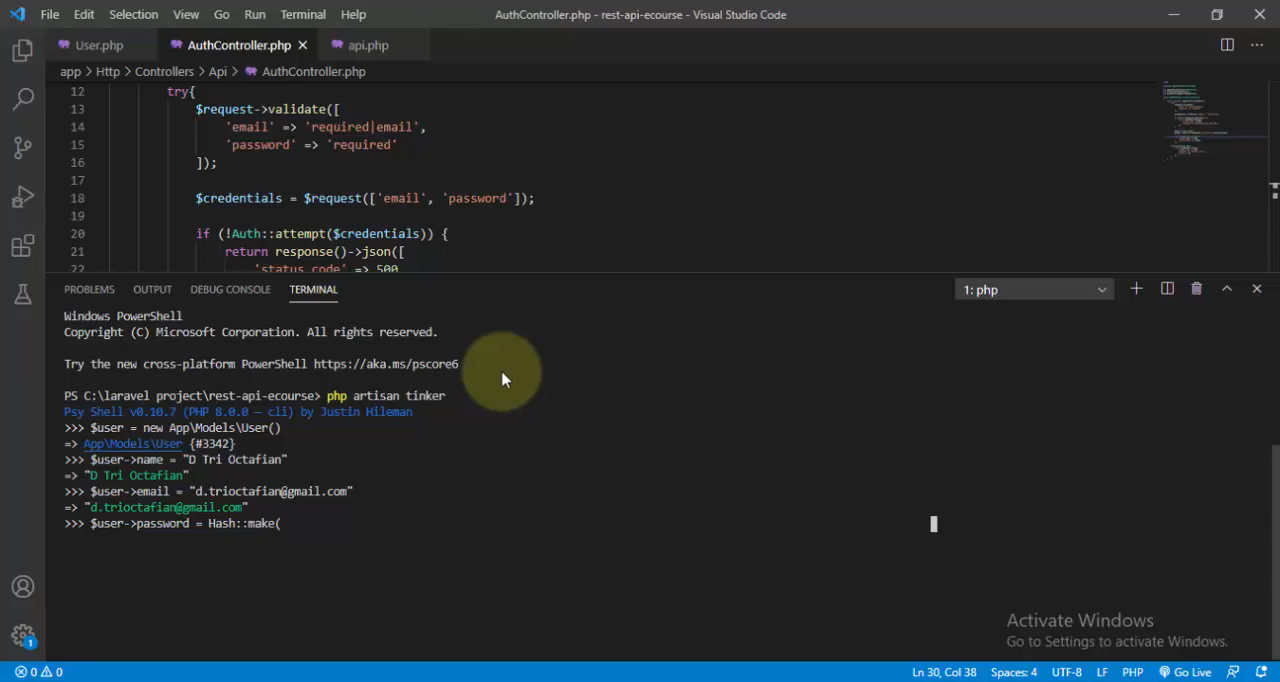 File Edit Selection View Go Run Terminal Help AuthController.php - rest-api-ecourse - Visual Studio Code
User.php AuthController.php api.php
app > Http > Controllers > Api > AuthController.php
12 try{
13 $request->validate([
14 'email' => 'required|email',
15 'password' => 'required'
16 ]);
17
18 $credentials = $request(['email', 'password']);
19
20 if (!Auth::attempt($credentials)) {
21 return response()->json([
22 'status_code' => 500
PROBLEMS OUTPUT DEBUG CONSOLE TERMINAL 1: php
Windows PowerShell
Copyright (C) Microsoft Corporation. All rights reserved.
Try the new cross-platform PowerShell https://aka.ms/pscore6
PS C:\laravel project\rest-api-ecourse> php artisan tinker
Psy Shell v0.10.7 (PHP 8.0.0 — cli) by Justin Hileman
>>> $user = new App\Models\User()
=> App\Models\User {#3342}
>>> $user->name = "D Tri Octafian"
=> "D Tri Octafian"
>>> $user->email = "d.trioctafian@gmail.com"
=> "d.trioctafian@gmail.com"
>>> $user->password = Hash::make(
Activate Windows
Go to Settings to activate Windows.
1
0 0 Ln 30, Col 38 Spaces: 4 UTF-8 LF PHP Go Live